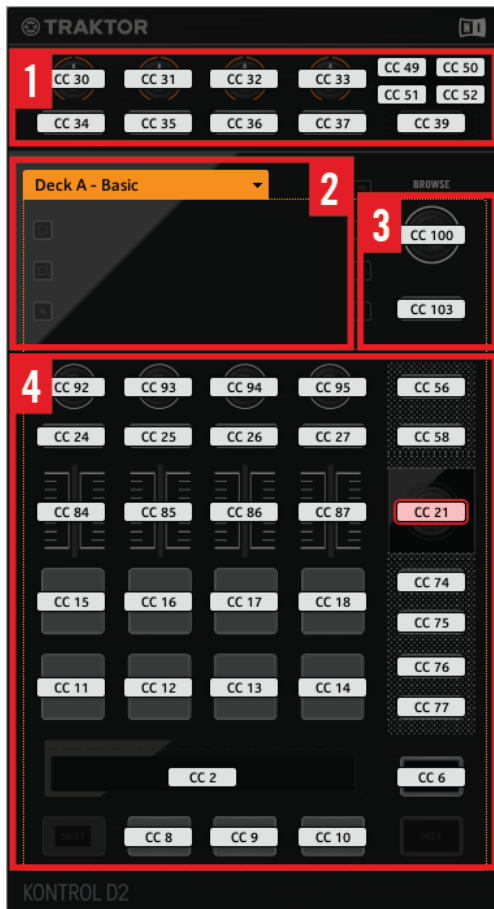 TRAKTOR NI
1
CC 30 CC 31 CC 32 CC 33 CC 49 CC 50
CC 51 CC 52
CC 34 CC 35 CC 36 CC 37 CC 39
Deck A - Basic 2 BROWSE
3 CC 100
CC 103
4 CC 92 CC 93 CC 94 CC 95 CC 56
CC 24 CC 25 CC 26 CC 27 CC 58
CC 84 CC 85 CC 86 CC 87 CC 21
CC 74
CC 15 CC 16 CC 17 CC 18
CC 75
CC 76
CC 11 CC 12 CC 13 CC 14
CC 77
CC 2 CC 6
SHIFT CC 8 CC 9 CC 10 DECK
KONTROL D2